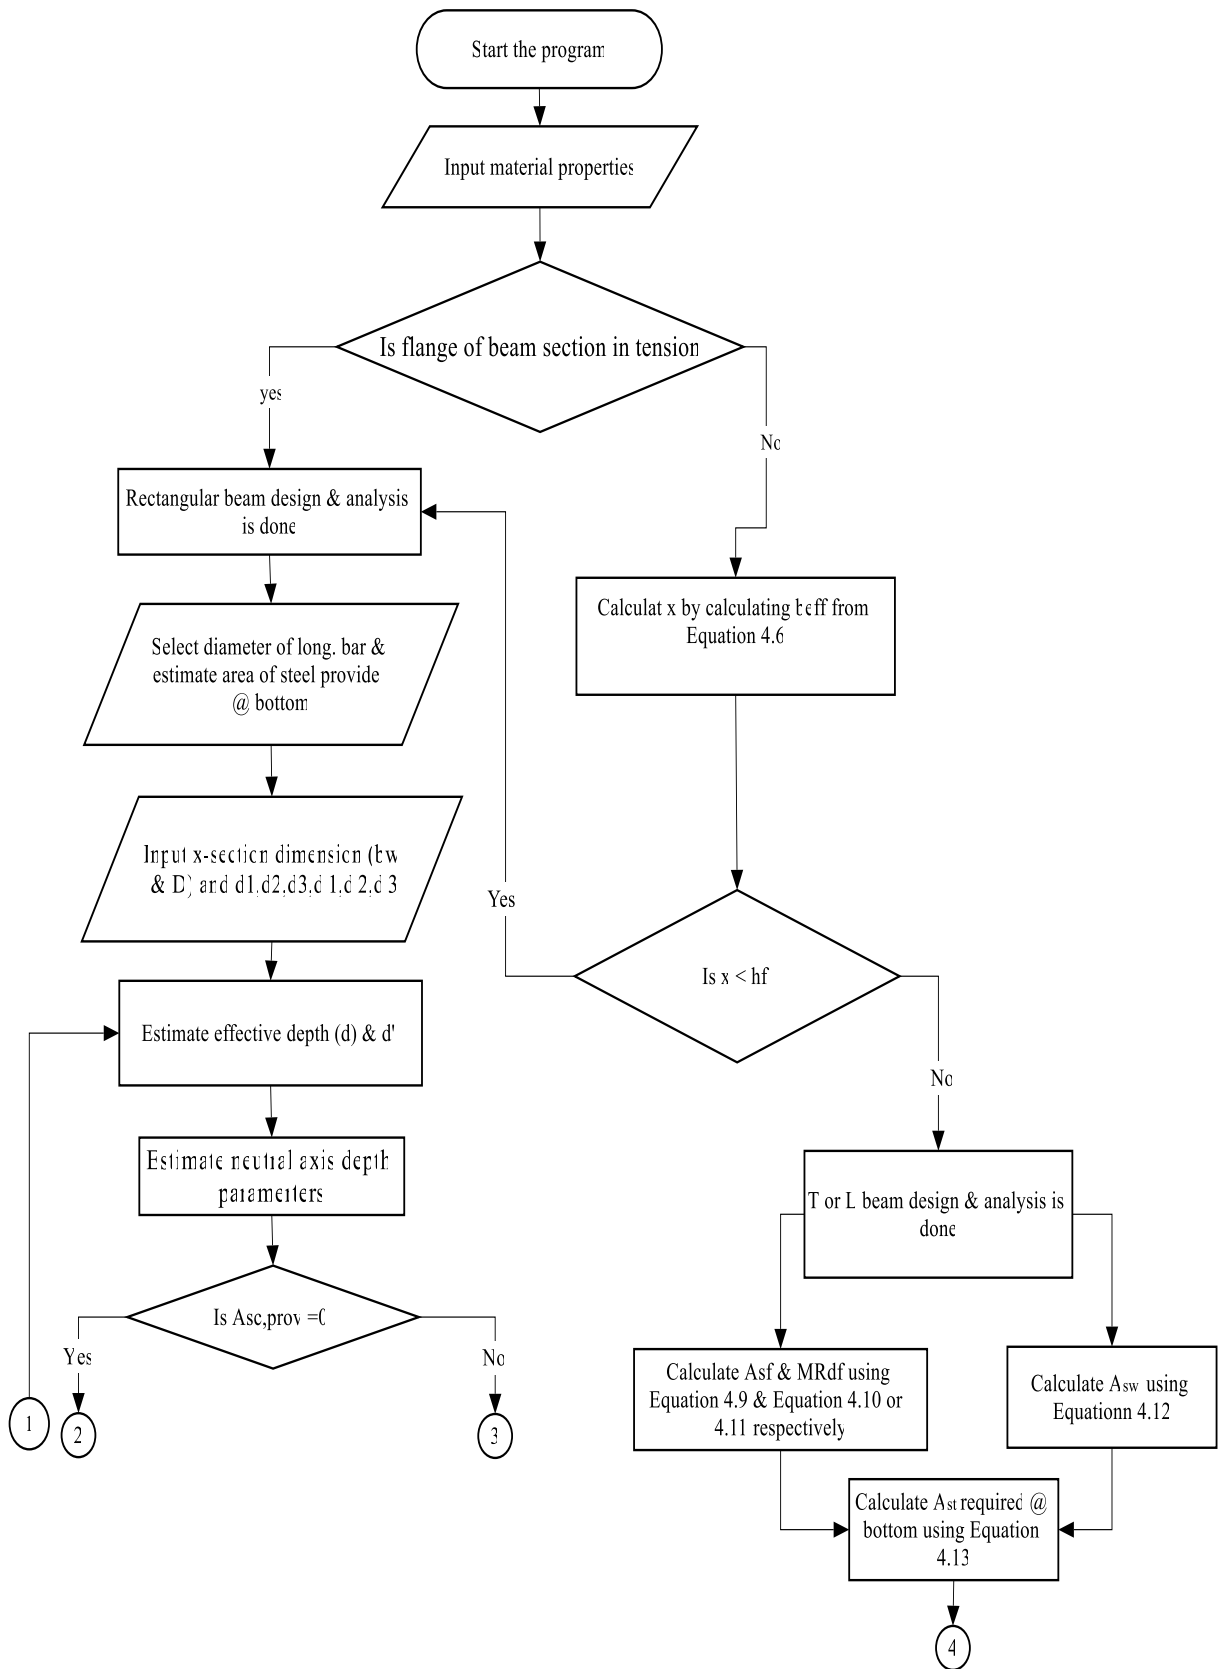 Start the program
Input material properties
Is flange of beam section in tension
yes
No
Rectangular beam design & analysis
is done
Calculat x by calculating beff from
Equation 4.6
Select diameter of long. bar &
estimate area of steel provide
@ bottom
Input x-section dimension (bw
& D) and d1,d2,d3,d 1,d 2,d 3
Yes
Is x < hf
Estimate effective depth (d) & d'
No
Estimate neutral axis depth
paramerters
T or L beam design & analysis is
done
Is Asc,prov =0
Yes
No
Calculate Asf & MRdf using
Equation 4.9 & Equation 4.10 or
4.11 respectively
Calculate Asw using
Equationn 4.12
1
2
3
Calculate Ast required @
bottom using Equation
4.13
4